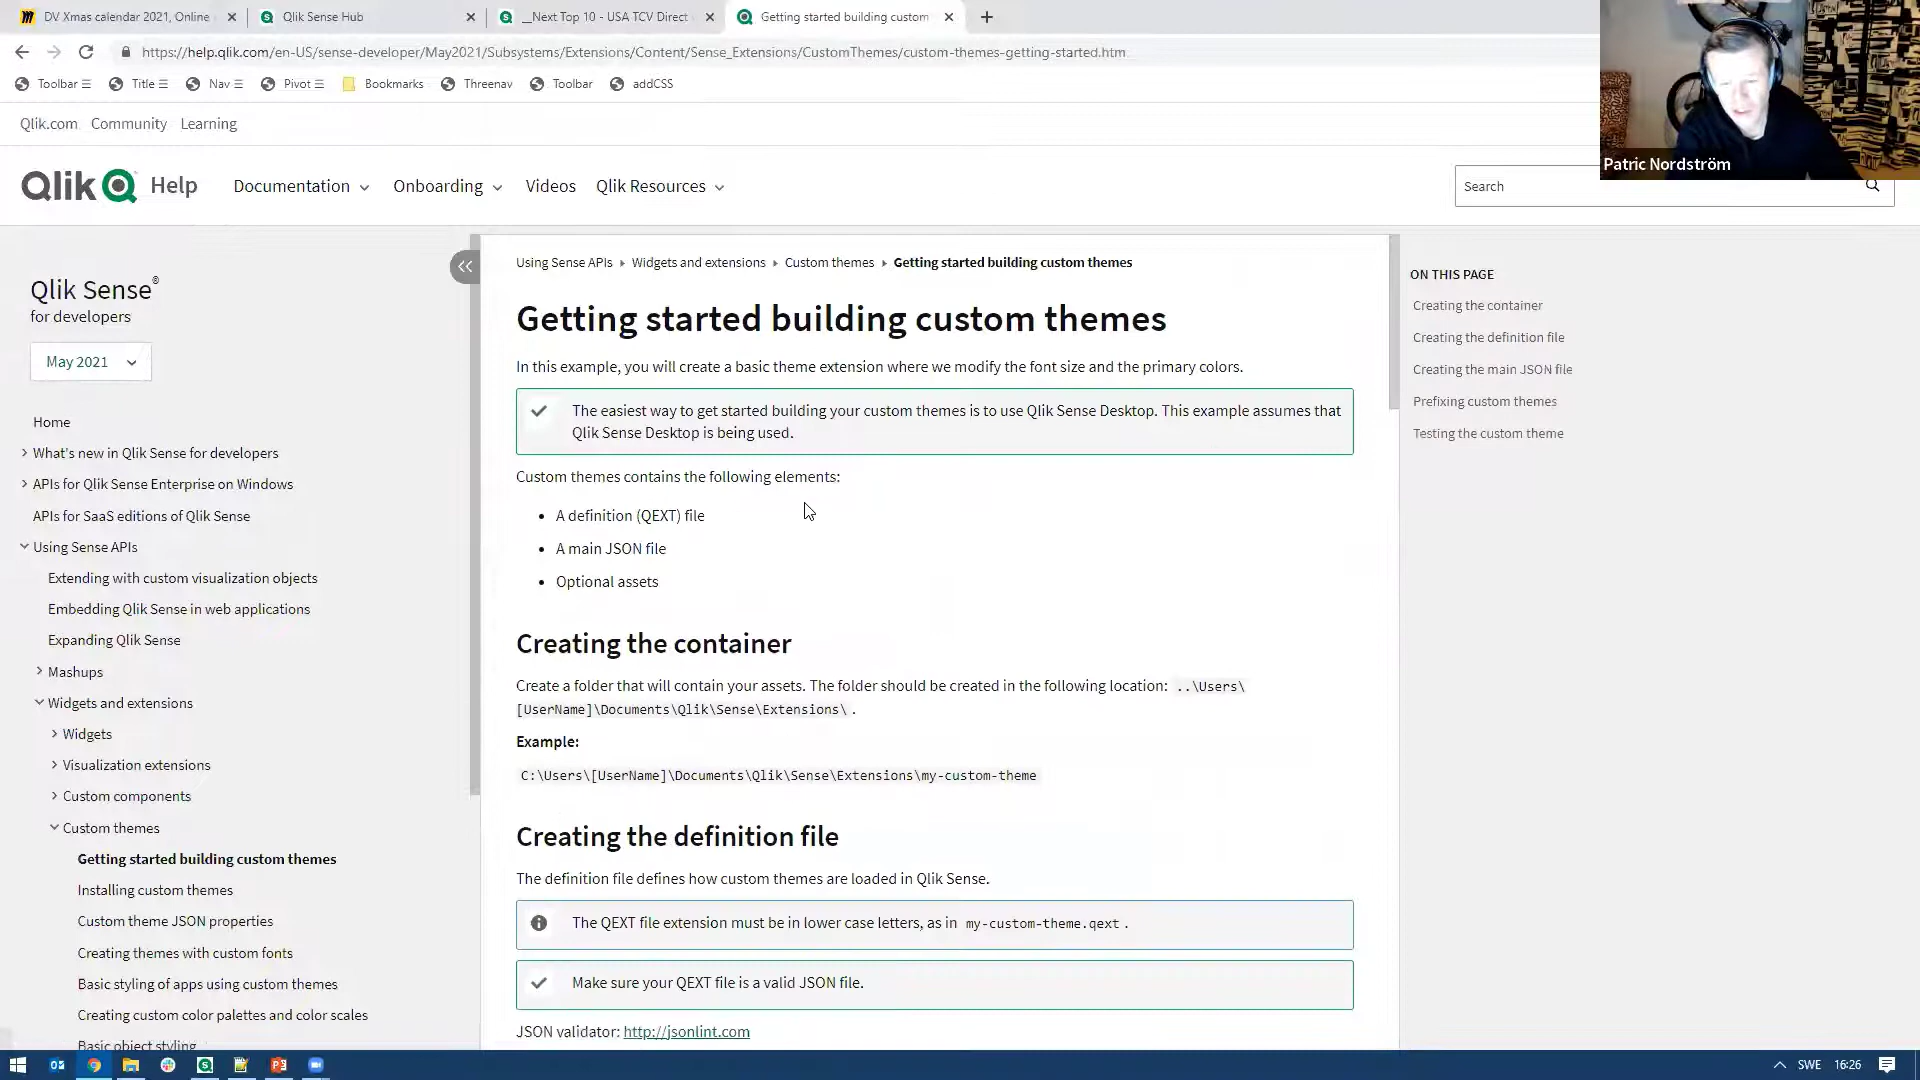 DV Xmas calendar 2021, Online
Qlik Sense Hub
__Next Top 10 - USA TCV Direct
Getting started building custom
https://help.qlik.com/en-US/sense-developer/May2021/Subsystems/Extensions/Content/Sense_Extensions/CustomThemes/custom-themes-getting-started.htm
Toolbar ☰ Title ☰ Nav ☰ Pivot ☰ Bookmarks Threenav Toolbar addCSS
Qlik.com Community Learning
Patric Nordström
Qlik Help Documentation Onboarding Videos Qlik Resources Search
Qlik Sense®
for developers
May 2021
Home
What's new in Qlik Sense for developers
APIs for Qlik Sense Enterprise on Windows
APIs for SaaS editions of Qlik Sense
Using Sense APIs
Extending with custom visualization objects
Embedding Qlik Sense in web applications
Expanding Qlik Sense
Mashups
Widgets and extensions
Widgets
Visualization extensions
Custom components
Custom themes
Getting started building custom themes
Installing custom themes
Custom theme JSON properties
Creating themes with custom fonts
Basic styling of apps using custom themes
Creating custom color palettes and color scales
Basic object styling
Using Sense APIs ▸ Widgets and extensions ▸ Custom themes ▸ Getting started building custom themes
Getting started building custom themes
In this example, you will create a basic theme extension where we modify the font size and the primary colors.
The easiest way to get started building your custom themes is to use Qlik Sense Desktop. This example assumes that
Qlik Sense Desktop is being used.
Custom themes contains the following elements:
• A definition (QEXT) file
• A main JSON file
• Optional assets
Creating the container
Create a folder that will contain your assets. The folder should be created in the following location: ..\Users\
[UserName]\Documents\Qlik\Sense\Extensions\ .
Example:
C:\Users\[UserName]\Documents\Qlik\Sense\Extensions\my-custom-theme
Creating the definition file
The definition file defines how custom themes are loaded in Qlik Sense.
The QEXT file extension must be in lower case letters, as in my-custom-theme.qext .
Make sure your QEXT file is a valid JSON file.
JSON validator: http://jsonlint.com
ON THIS PAGE
Creating the container
Creating the definition file
Creating the main JSON file
Prefixing custom themes
Testing the custom theme
SWE 16:26